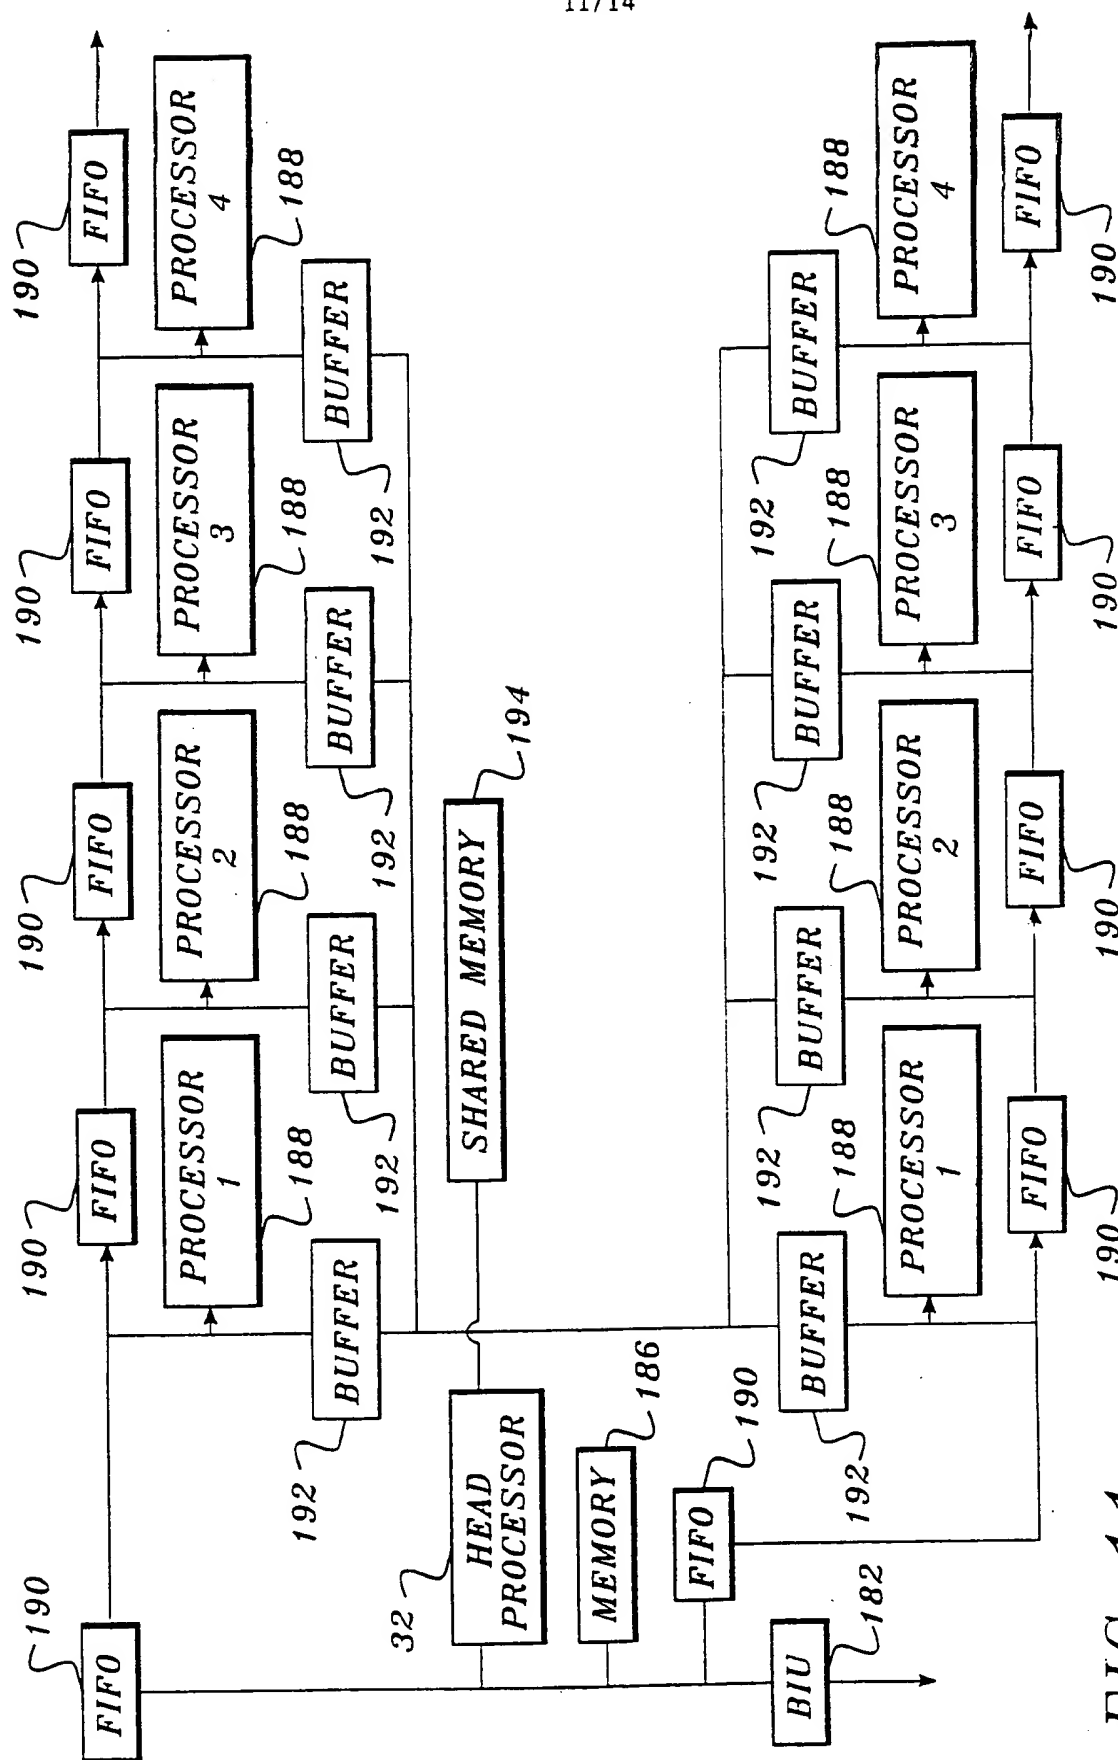 11/14
190
190
190
190
190
FIFO
FIFO
FIFO
FIFO
FIFO
PROCESSOR
1
PROCESSOR
2
PROCESSOR
3
PROCESSOR
4
188
188
188
188
BUFFER
BUFFER
BUFFER
BUFFER
192
192
192
192
32
HEAD
PROCESSOR
SHARED MEMORY
194
MEMORY
186
FIFO
190
BIU
182
192
192
192
192
BUFFER
BUFFER
BUFFER
BUFFER
188
188
188
188
PROCESSOR
1
PROCESSOR
2
PROCESSOR
3
PROCESSOR
4
FIFO
FIFO
FIFO
FIFO
190
190
190
190